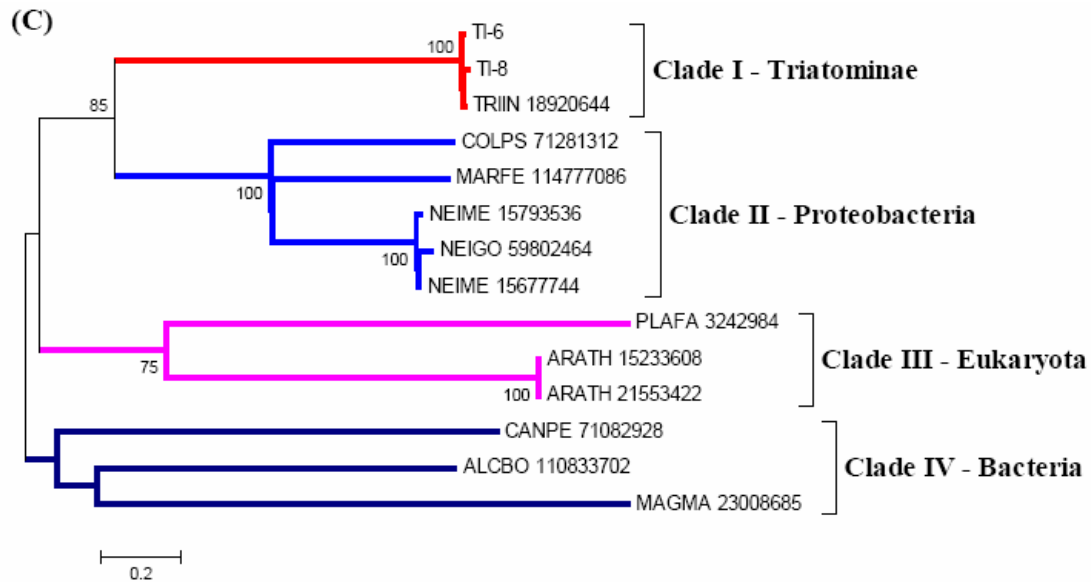 (C)
TI-6
100
TI-8
Clade I - Triatominae
TRIIN 18920644
85
COLPS 71281312
MARFE 114777086
100
NEIME 15793536
Clade II - Proteobacteria
NEIGO 59802464
100
NEIME 15677744
PLAFA 3242984
75
ARATH 15233608
Clade III - Eukaryota
100
ARATH 21553422
CANPE 71082928
ALCBO 110833702
Clade IV - Bacteria
MAGMA 23008685
0.2